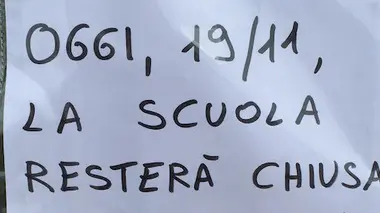 OGGI, 19/11,
LA SCUOLA
RESTERÀ CHIUSA